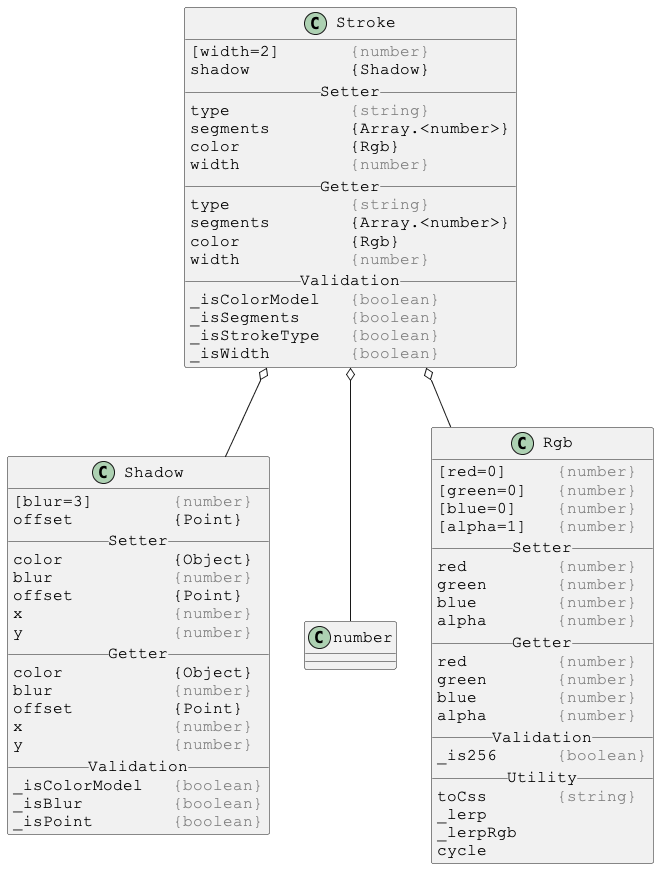 C Stroke
[width=2] {number}
shadow {Shadow}
Setter
type {string}
segments {Array.<number>}
color {Rgb}
width {number}
Getter
type {string}
segments {Array.<number>}
color {Rgb}
width {number}
Validation
_isColorModel {boolean}
_isSegments {boolean}
_isStrokeType {boolean}
_isWidth {boolean}
C Shadow
[blur=3] {number}
offset {Point}
Setter
color {Object}
blur {number}
offset {Point}
x {number}
y {number}
Getter
color {Object}
blur {number}
offset {Point}
x {number}
y {number}
Validation
_isColorModel {boolean}
_isBlur {boolean}
_isPoint {boolean}
C number
C Rgb
[red=0] {number}
[green=0] {number}
[blue=0] {number}
[alpha=1] {number}
Setter
red {number}
green {number}
blue {number}
alpha {number}
Getter
red {number}
green {number}
blue {number}
alpha {number}
Validation
_is256 {boolean}
Utility
toCss {string}
_lerp
_lerpRgb
cycle